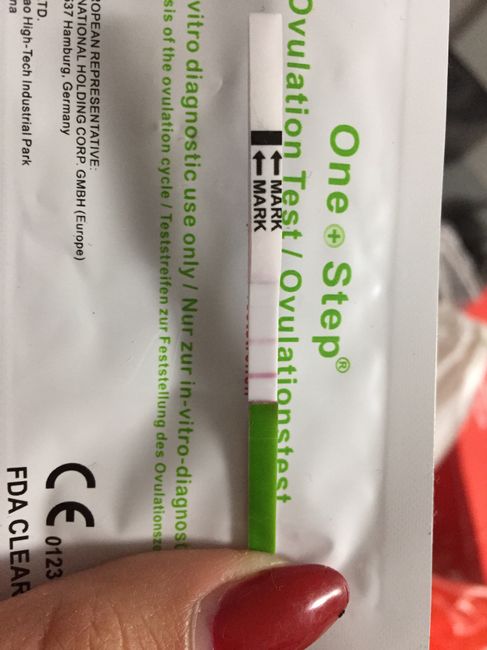 One + Step®
Ovulation Test / Ovulationstest
←MARK
←MARK
vitro diagnostic use only / Nur zur in-vitro-diagnost
sis of the ovulation cycle / Teststreifen zur Feststellung des Ovulationsz
ROPEAN REPRESENTATIVE:
NATIONAL HOLDING CORP. GMBH (Europe)
37 Hamburg, Germany
TD.
ao High-Tech Industrial Park
na
CE 0123
FDA CLEAR